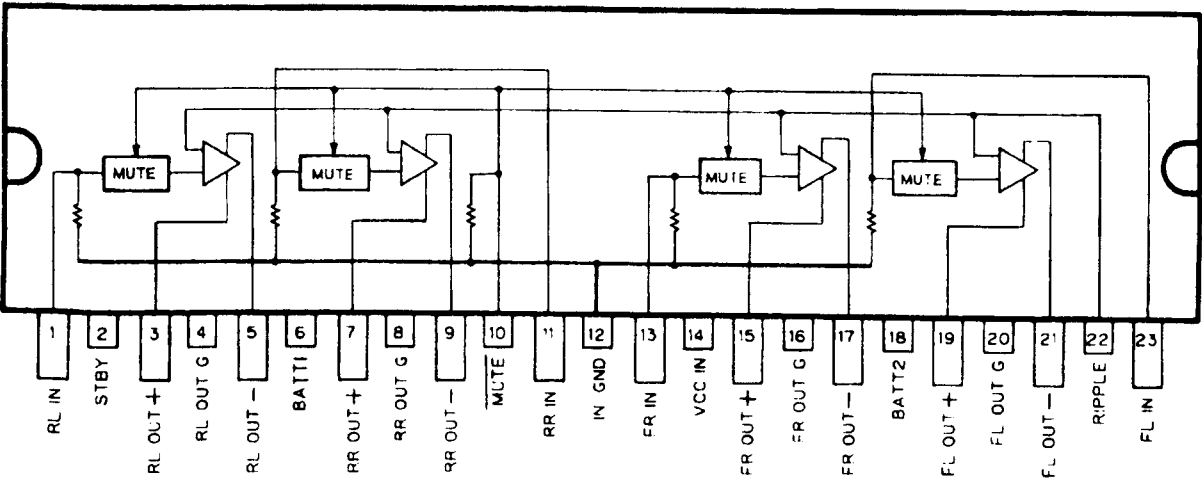 MUTE
MUTE
MUTE
MUTE
1
2
3
4
5
6
7
8
9
10
11
12
13
14
15
16
17
18
19
20
21
22
23
RL IN
STBY
RL OUT +
RL OUT G
RL OUT -
BATT1
RR OUT +
RR OUT G
RR OUT -
MUTE
RR IN
IN GND
FR IN
VCC IN
FR OUT +
FR OUT G
FR OUT -
BATT2
FL OUT +
FL OUT G
FL OUT -
RIPPLE
FL IN